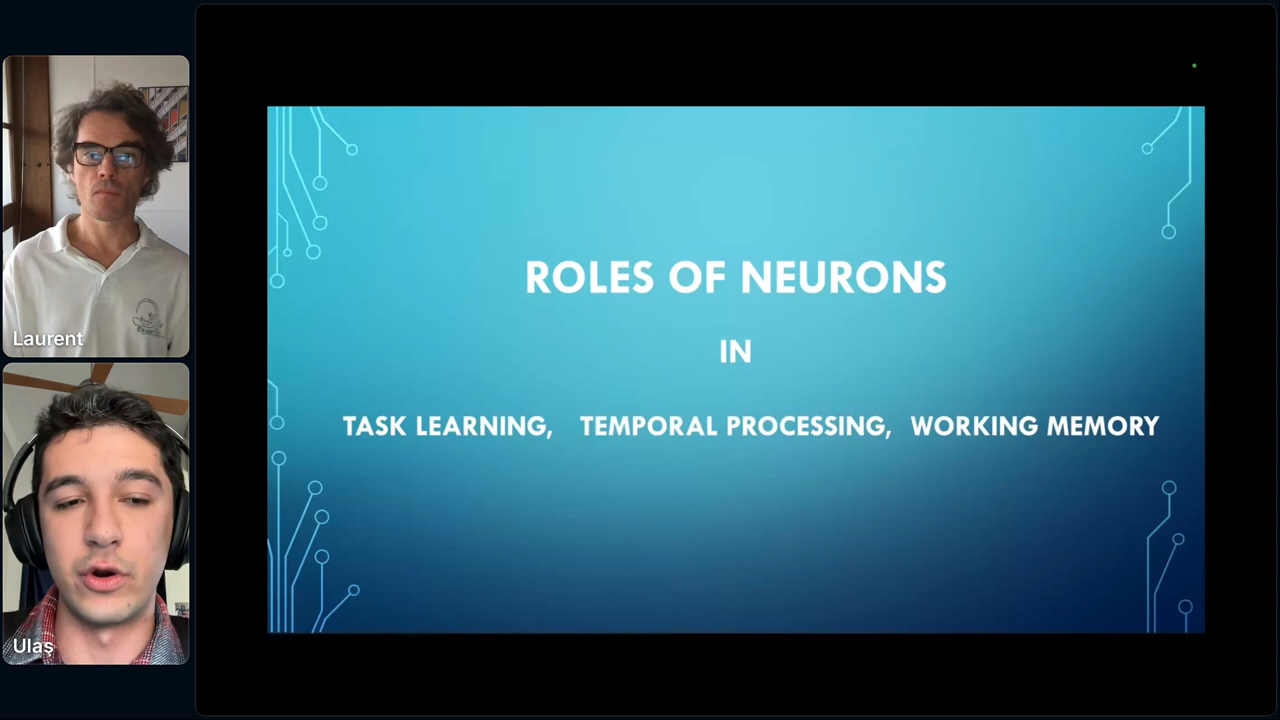 Laurent
Ulaş
ROLES OF NEURONS
IN
TASK LEARNING, TEMPORAL PROCESSING, WORKING MEMORY